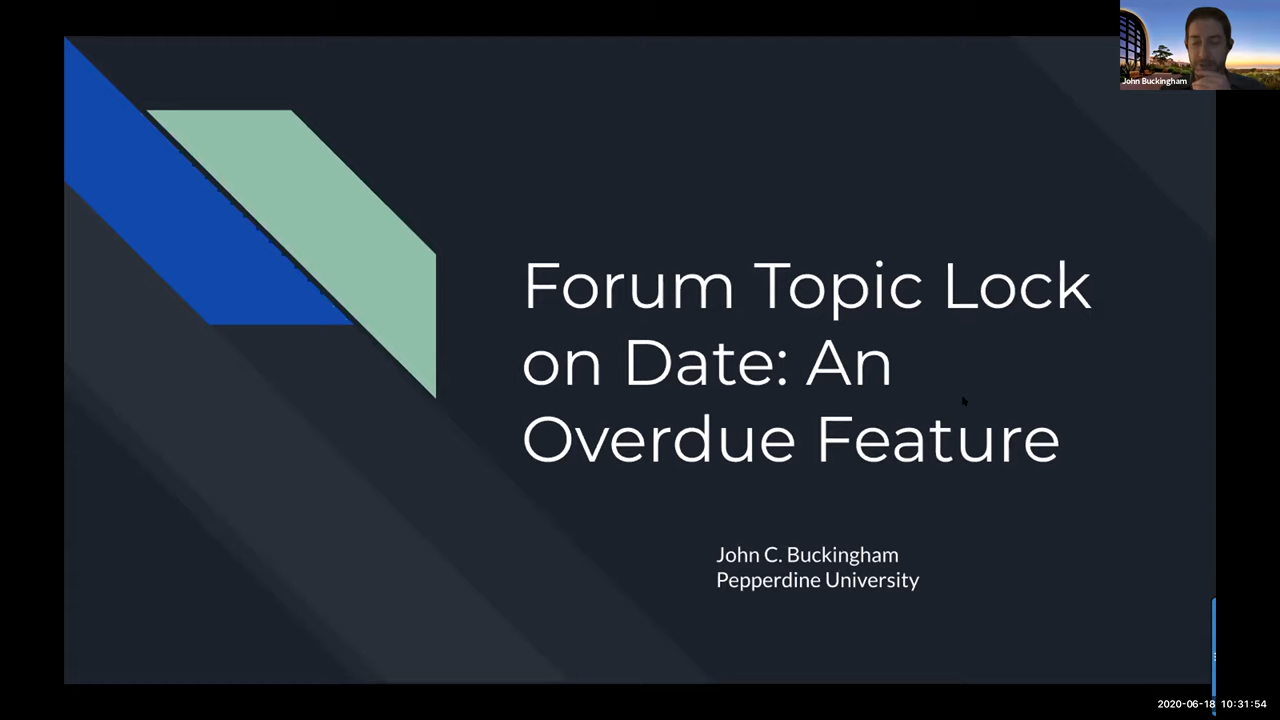 John Buckingham
Forum Topic Lock
on Date: An
Overdue Feature
John C. Buckingham
Pepperdine University
2020-06-18 10:31:54